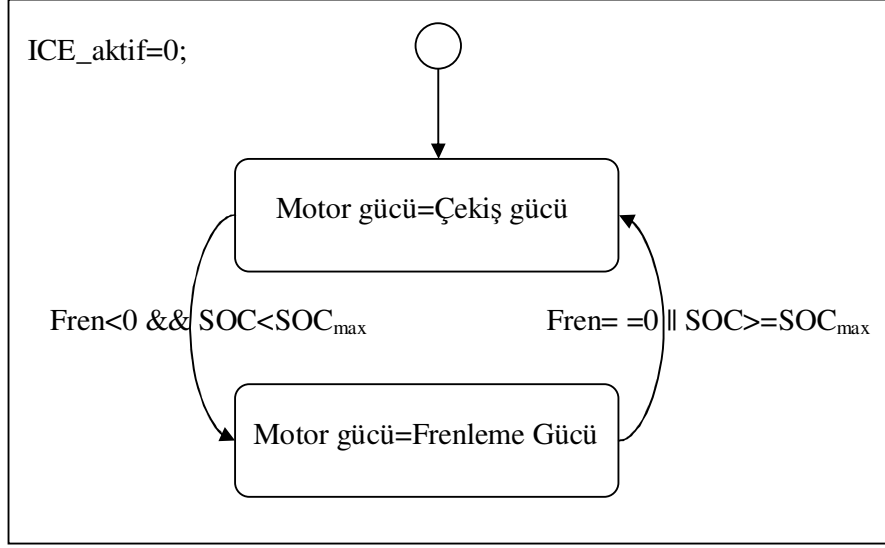 ICE_aktif=0;
Motor gücü=Çekiş gücü
Fren<0 && SOC<SOCmax
Fren= =0 || SOC>=SOCmax
Motor gücü=Frenleme Gücü